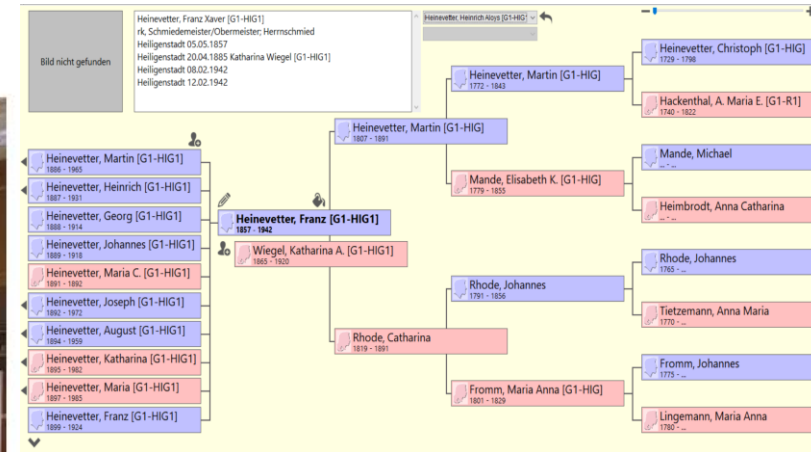 Bild nicht gefunden
Heinevetter, Franz Xaver [G1-HIG1]
rk, Schmiedemeister/Obermeister; Herrnschmied
Heiligenstadt 05.05.1857
Heiligenstadt 20.04.1885 Katharina Wiegel [G1-HIG1]
Heiligenstadt 08.02.1942
Heiligenstadt 12.02.1942
Heinevetter, Heinrich Aloys [G1-HIG1
Heinevetter, Martin [G1-HIG1]
1886 - 1965
Heinevetter, Heinrich [G1-HIG1]
1887 - 1931
Heinevetter, Georg [G1-HIG1]
1888 - 1914
Heinevetter, Johannes [G1-HIG1]
1889 - 1918
Heinevetter, Maria C. [G1-HIG1]
1891 - 1892
Heinevetter, Joseph [G1-HIG1]
1892 - 1972
Heinevetter, August [G1-HIG1]
1894 - 1959
Heinevetter, Katharina [G1-HIG1]
1895 - 1982
Heinevetter, Maria [G1-HIG1]
1897 - 1985
Heinevetter, Franz [G1-HIG1]
1899 - 1924
Heinevetter, Franz [G1-HIG1]
1857 - 1942
Wiegel, Katharina A. [G1-HIG1]
1865 - 1920
Heinevetter, Martin [G1-HIG]
1807 - 1891
Rhode, Catharina
1819 - 1891
Heinevetter, Martin [G1-HIG]
1772 - 1843
Mande, Elisabeth K. [G1-HIG]
1779 - 1855
Rhode, Johannes
1791 - 1856
Fromm, Maria Anna [G1-HIG]
1801 - 1829
Heinevetter, Christoph [G1-HIG]
1729 - 1798
Hackenthal, A. Maria E. [G1-R1]
1740 - 1822
Mande, Michael
... - ...
Heimbrodt, Anna Catharina
... - ...
Rhode, Johannes
1765 - ...
Tietzemann, Anna Maria
1770 - ...
Fromm, Johannes
1775 - ...
Lingemann, Maria Anna
1780 - ...